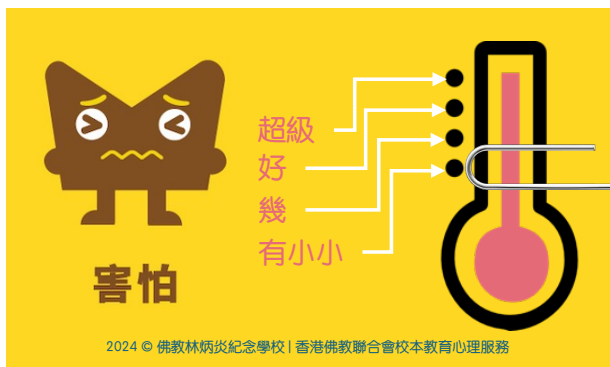 超級
好
幾
有小小
害怕
2024 © 佛教林炳炎紀念學校 | 香港佛教聯合會校本教育心理服務